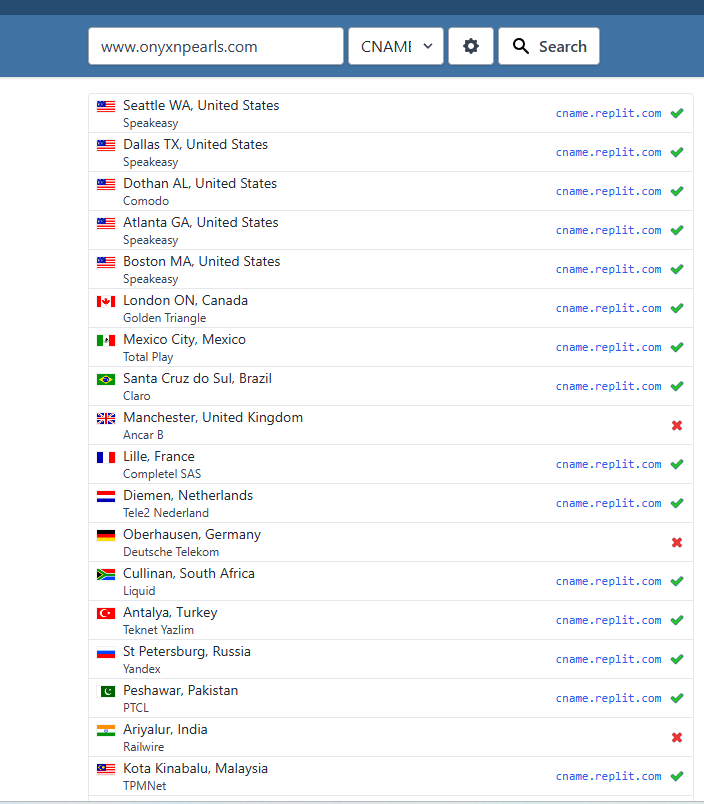 www.onyxnpearls.com
CNAME
Search
Seattle WA, United States
Speakeasy
cname.replit.com
Dallas TX, United States
Speakeasy
cname.replit.com
Dothan AL, United States
Comodo
cname.replit.com
Atlanta GA, United States
Speakeasy
cname.replit.com
Boston MA, United States
Speakeasy
cname.replit.com
London ON, Canada
Golden Triangle
cname.replit.com
Mexico City, Mexico
Total Play
cname.replit.com
Santa Cruz do Sul, Brazil
Claro
cname.replit.com
Manchester, United Kingdom
Ancar B
Lille, France
Completel SAS
cname.replit.com
Diemen, Netherlands
Tele2 Nederland
cname.replit.com
Oberhausen, Germany
Deutsche Telekom
Cullinan, South Africa
Liquid
cname.replit.com
Antalya, Turkey
Teknet Yazlim
cname.replit.com
St Petersburg, Russia
Yandex
cname.replit.com
Peshawar, Pakistan
PTCL
cname.replit.com
Ariyalur, India
Railwire
Kota Kinabalu, Malaysia
TPMNet
cname.replit.com